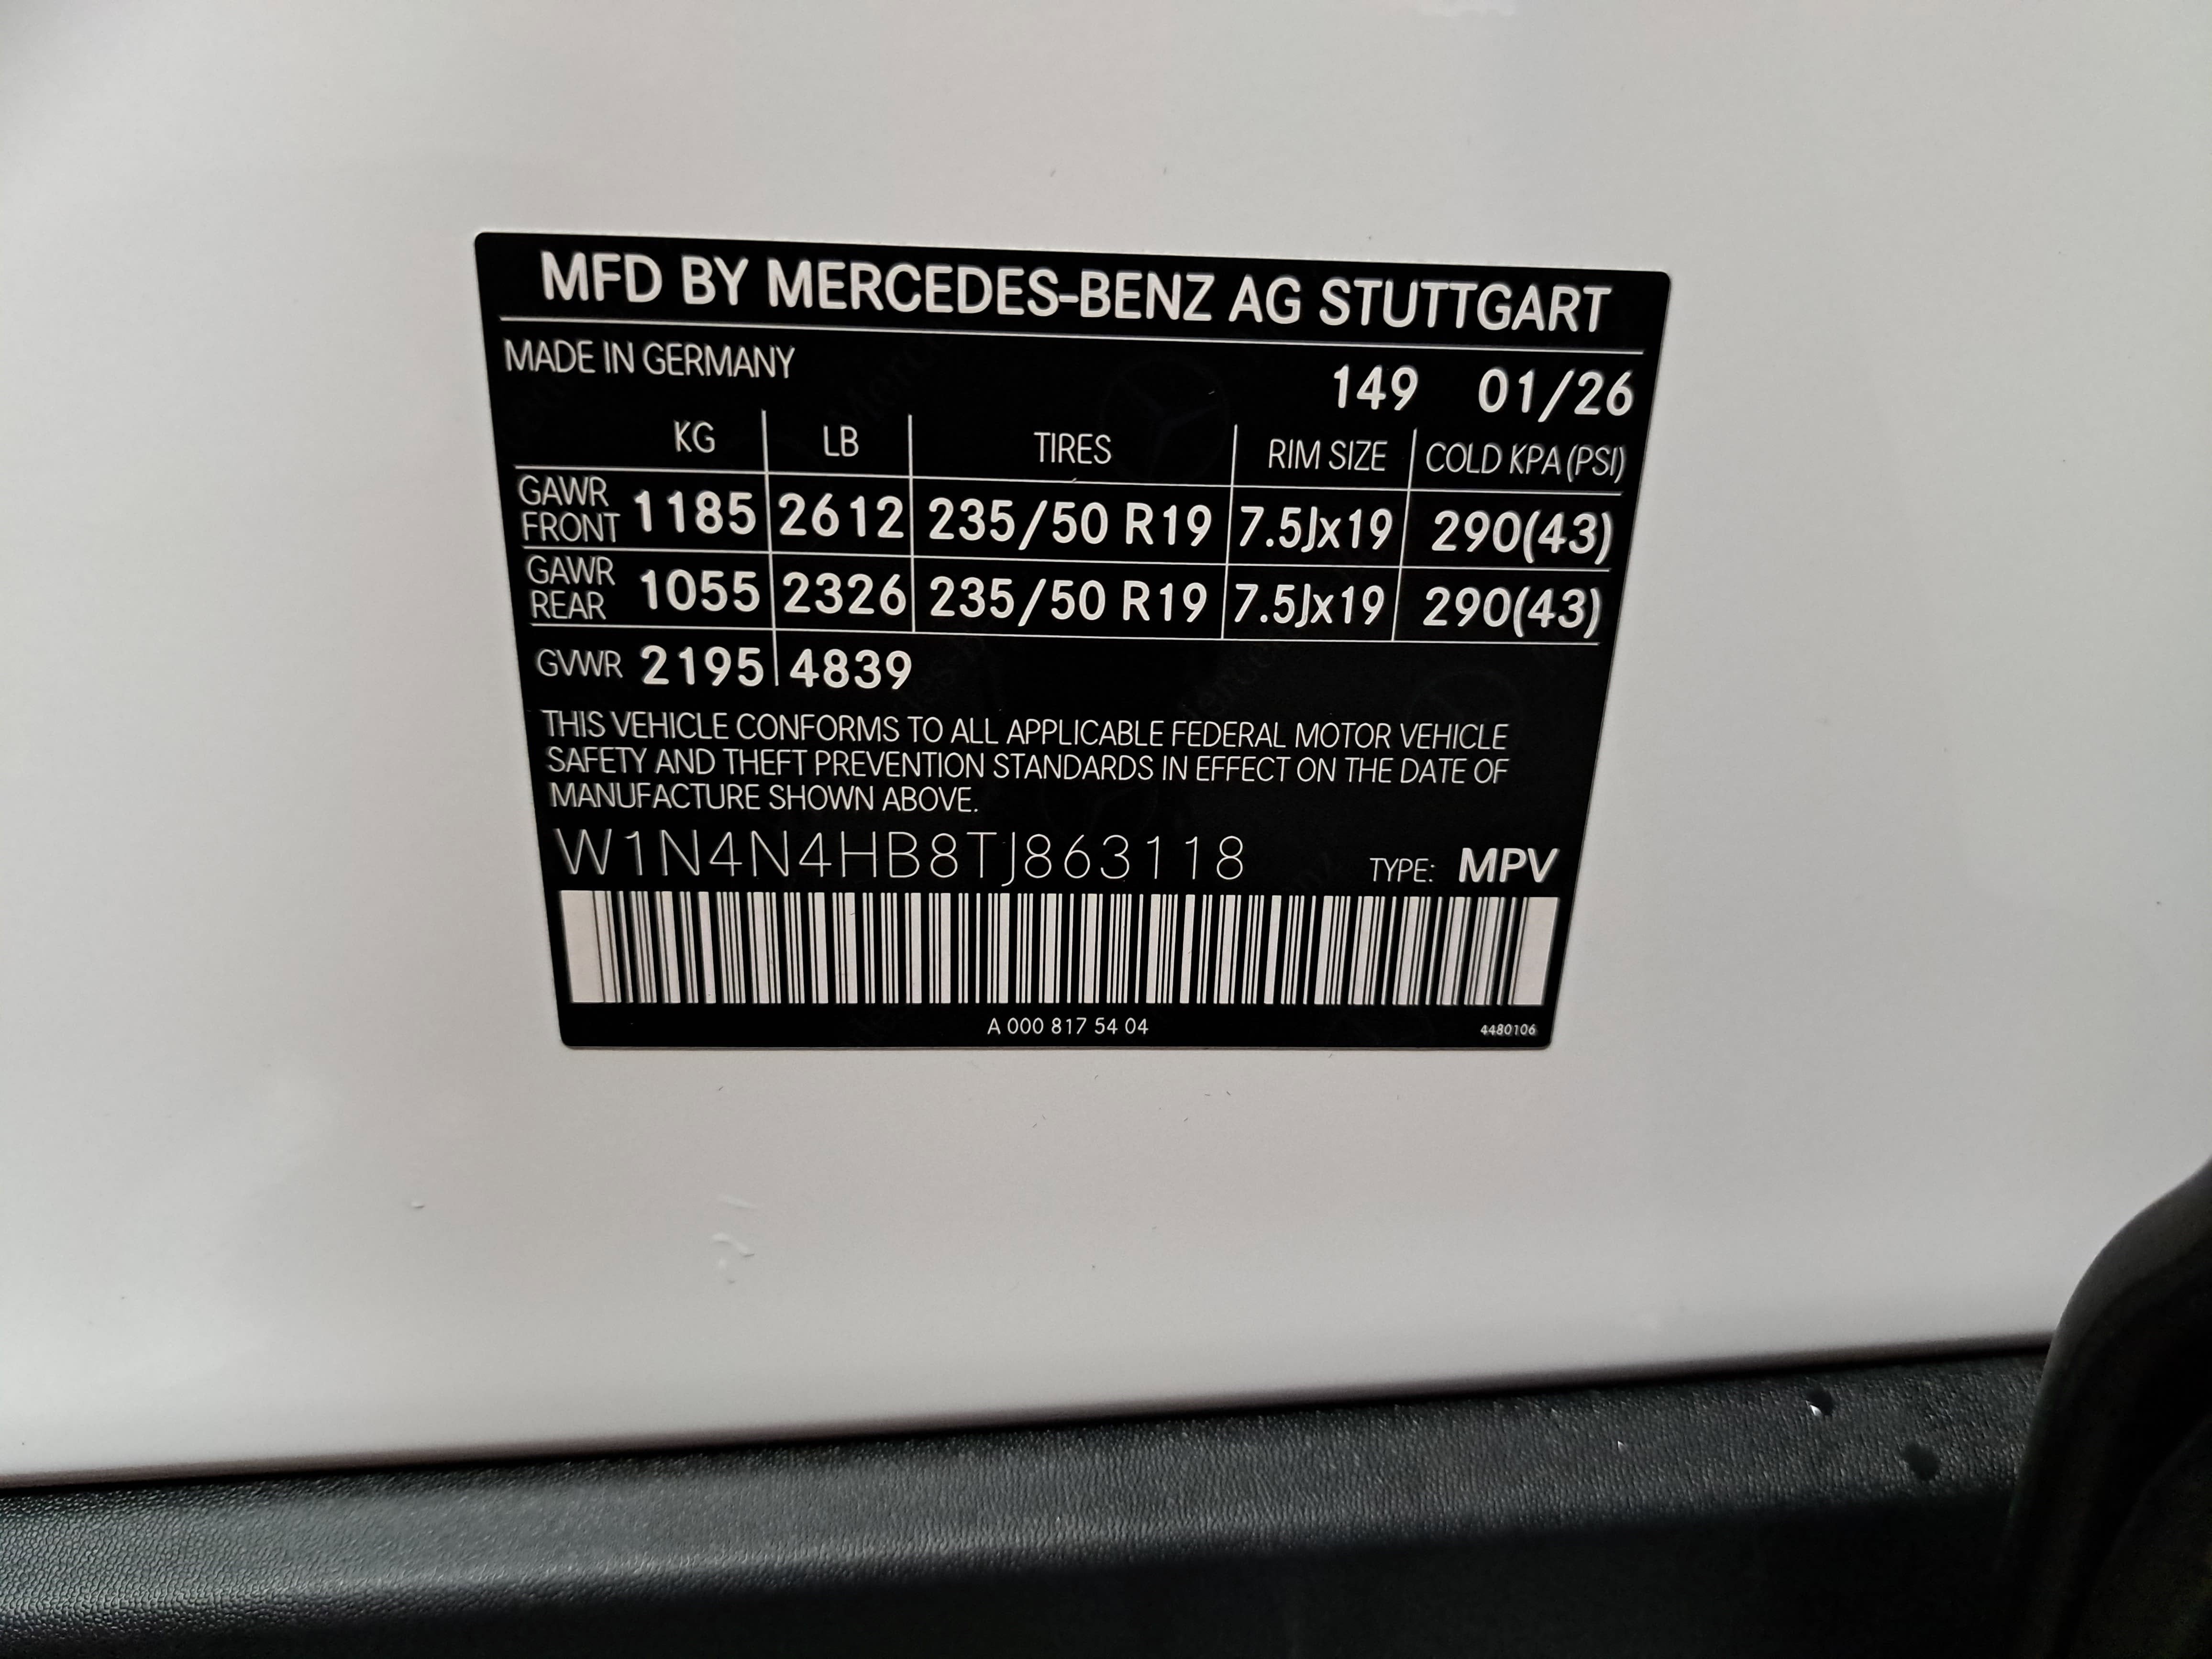 MFD BY MERCEDES-BENZ AG STUTTGART
MADE IN GERMANY
149 01/26
KG LB TIRES RIM SIZE COLD KPA (PSI)
GAWR FRONT 1185 2612 235/50 R19 7.5Jx19 290(43)
GAWR REAR 1055 2326 235/50 R19 7.5Jx19 290(43)
GVWR 2195 4839
THIS VEHICLE CONFORMS TO ALL APPLICABLE FEDERAL MOTOR VEHICLE
SAFETY AND THEFT PREVENTION STANDARDS IN EFFECT ON THE DATE OF
MANUFACTURE SHOWN ABOVE.
W1N4N4HB8TJ863118 TYPE: MPV
A 000 817 54 04 4480106